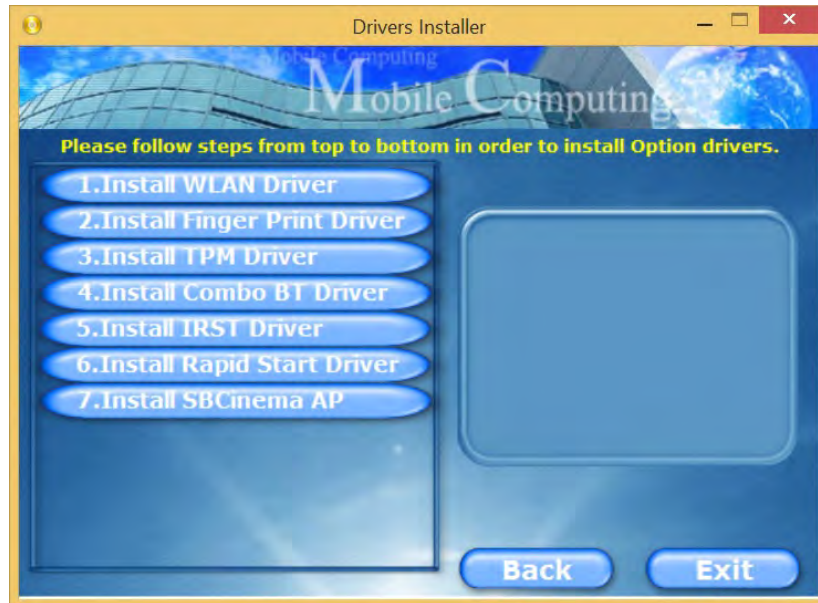 Drivers Installer
Mobile Computing
Mobile Computing
Please follow steps from top to bottom in order to install Option drivers.
1.Install WLAN Driver
2.Install Finger Print Driver
3.Install TPM Driver
4.Install Combo BT Driver
5.Install IRST Driver
6.Install Rapid Start Driver
7.Install SBCinema AP
Back
Exit